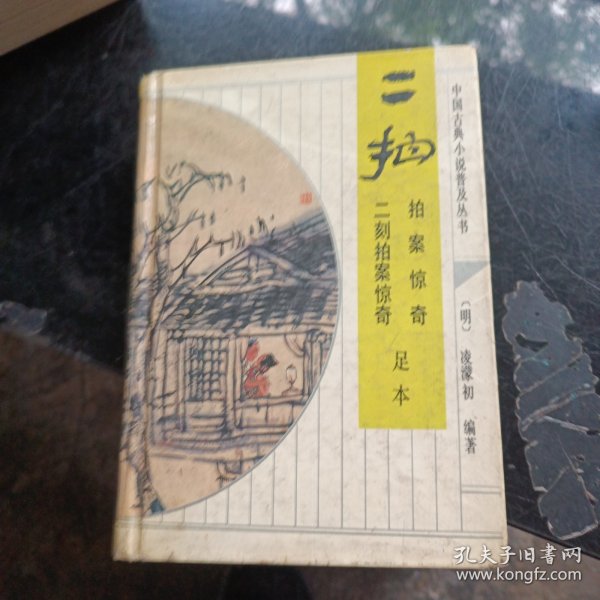 中国古典小说普及丛书
二拍
拍案惊奇
二刻拍案惊奇
足本
〔明〕凌濛初 编著
孔夫子旧书网
www.kongfz.com